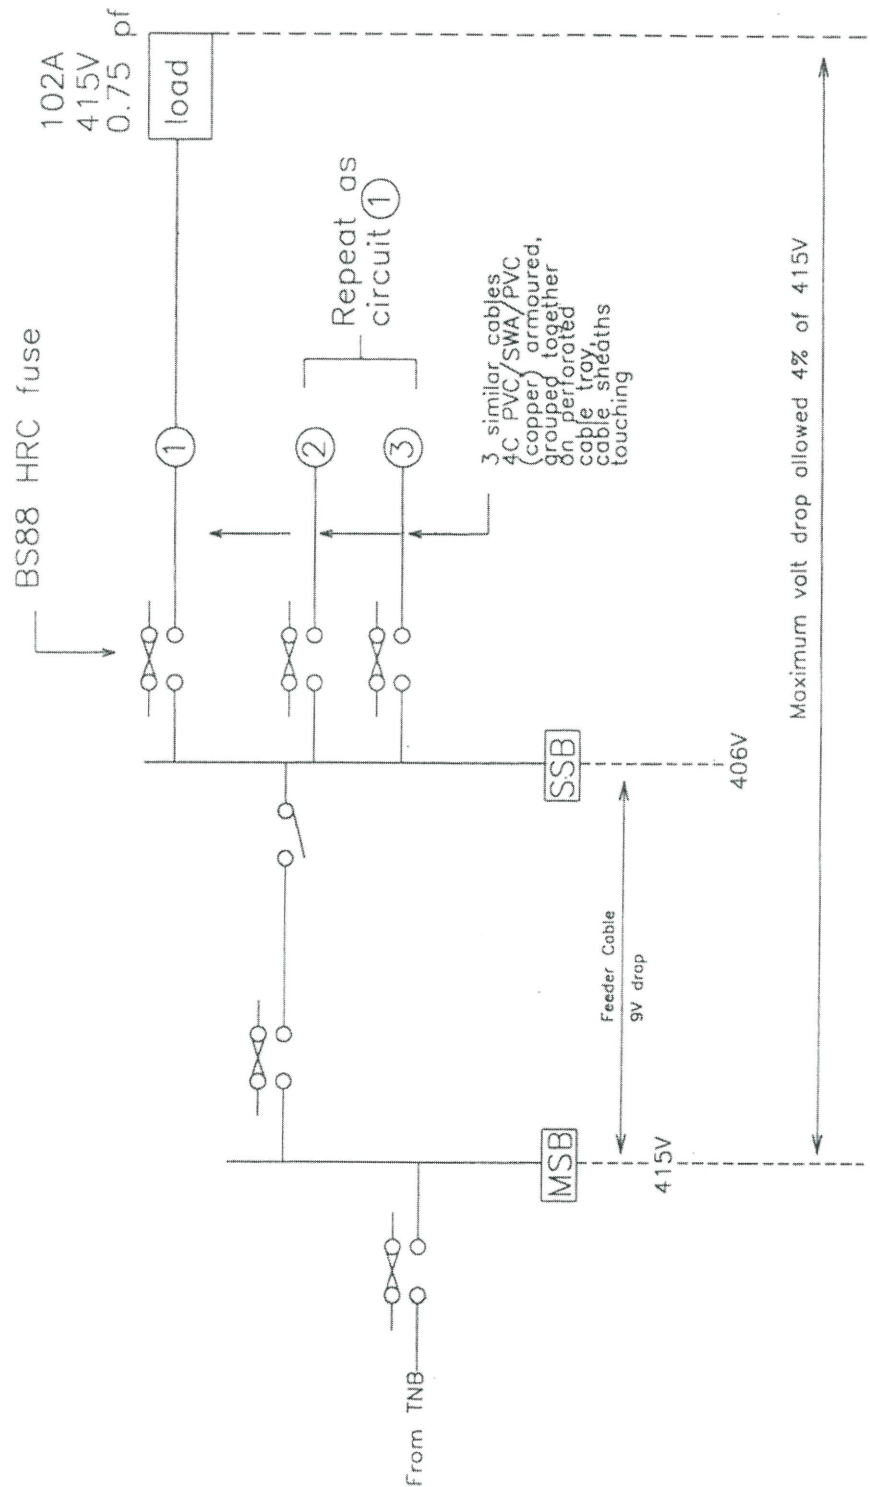 102A
415V
0.75 pf
load
BS88 HRC fuse
1
2
3
Repeat as
circuit 1
3 similar cables
4C PVC/SWA/PVC
(copper) armoured,
grouped together
on perforated
cable tray,
cable sheaths
touching
SSB
406V
Feeder Cable
9V drop
MSB
415V
From TNB
Maximum volt drop allowed 4% of 415V